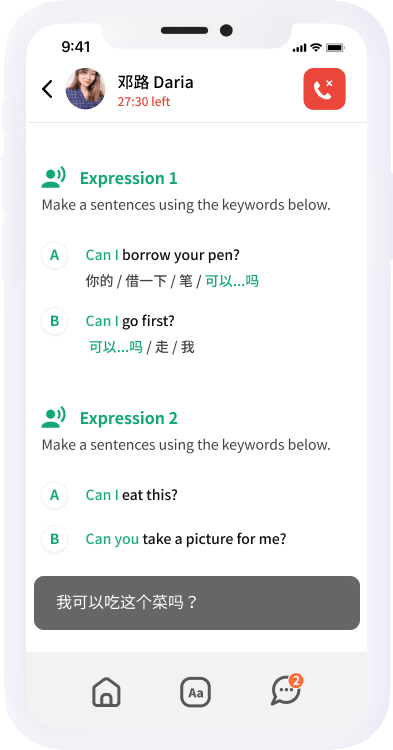 9:41
邓路 Daria
27:30 left
Expression 1
Make a sentences using the keywords below.
A
Can I borrow your pen?
你的 / 借一下 / 笔 / 可以...吗
B
Can I go first?
可以...吗 / 走 / 我
Expression 2
Make a sentences using the keywords below.
A
Can I eat this?
B
Can you take a picture for me?
我可以吃这个菜吗？
Aa
2